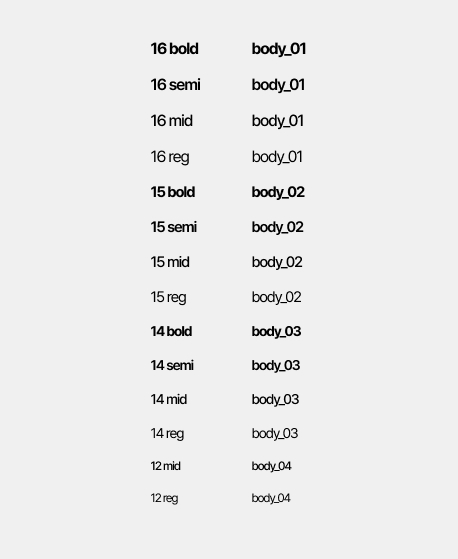 16 bold body_01
16 semi body_01
16 mid body_01
16 reg body_01
15 bold body_02
15 semi body_02
15 mid body_02
15 reg body_02
14 bold body_03
14 semi body_03
14 mid body_03
14 reg body_03
12 mid body_04
12 reg body_04